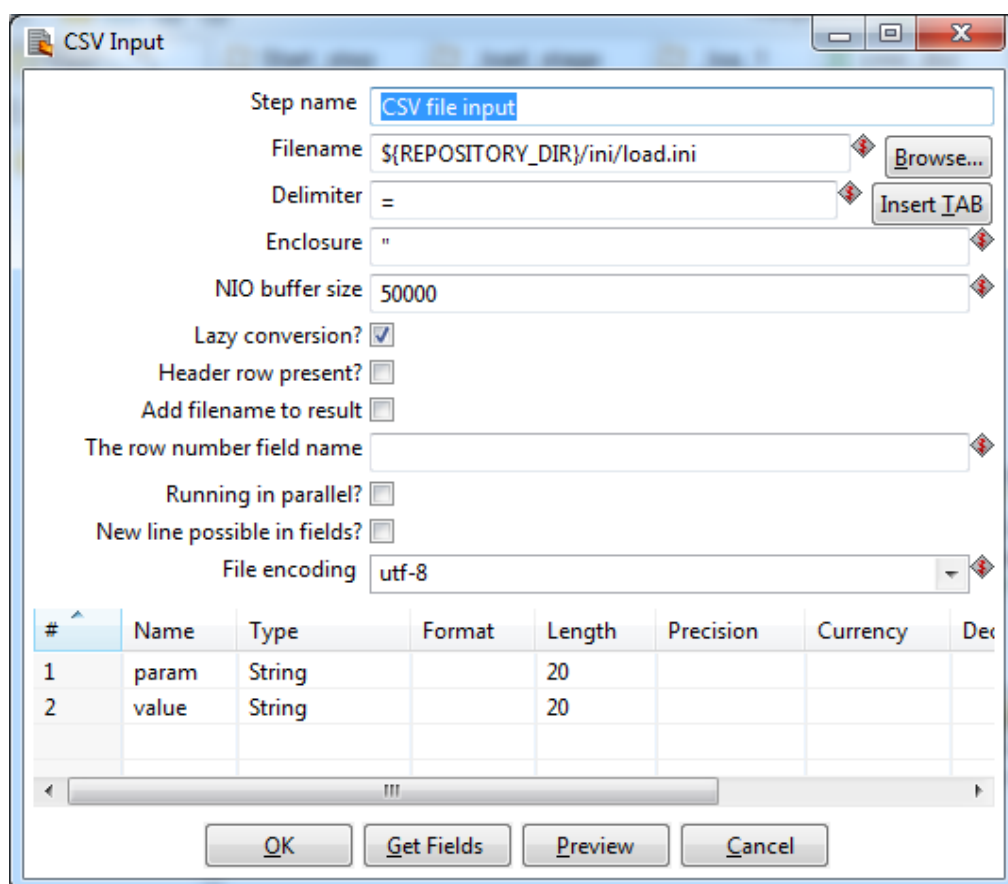 CSV Input
Step name CSV file input
Filename ${REPOSITORY_DIR}/ini/load.ini Browse...
Delimiter = Insert TAB
Enclosure "
NIO buffer size 50000
Lazy conversion?
Header row present?
Add filename to result
The row number field name
Running in parallel?
New line possible in fields?
File encoding utf-8
# Name Type Format Length Precision Currency Dec
1 param String 20
2 value String 20
OK Get Fields Preview Cancel